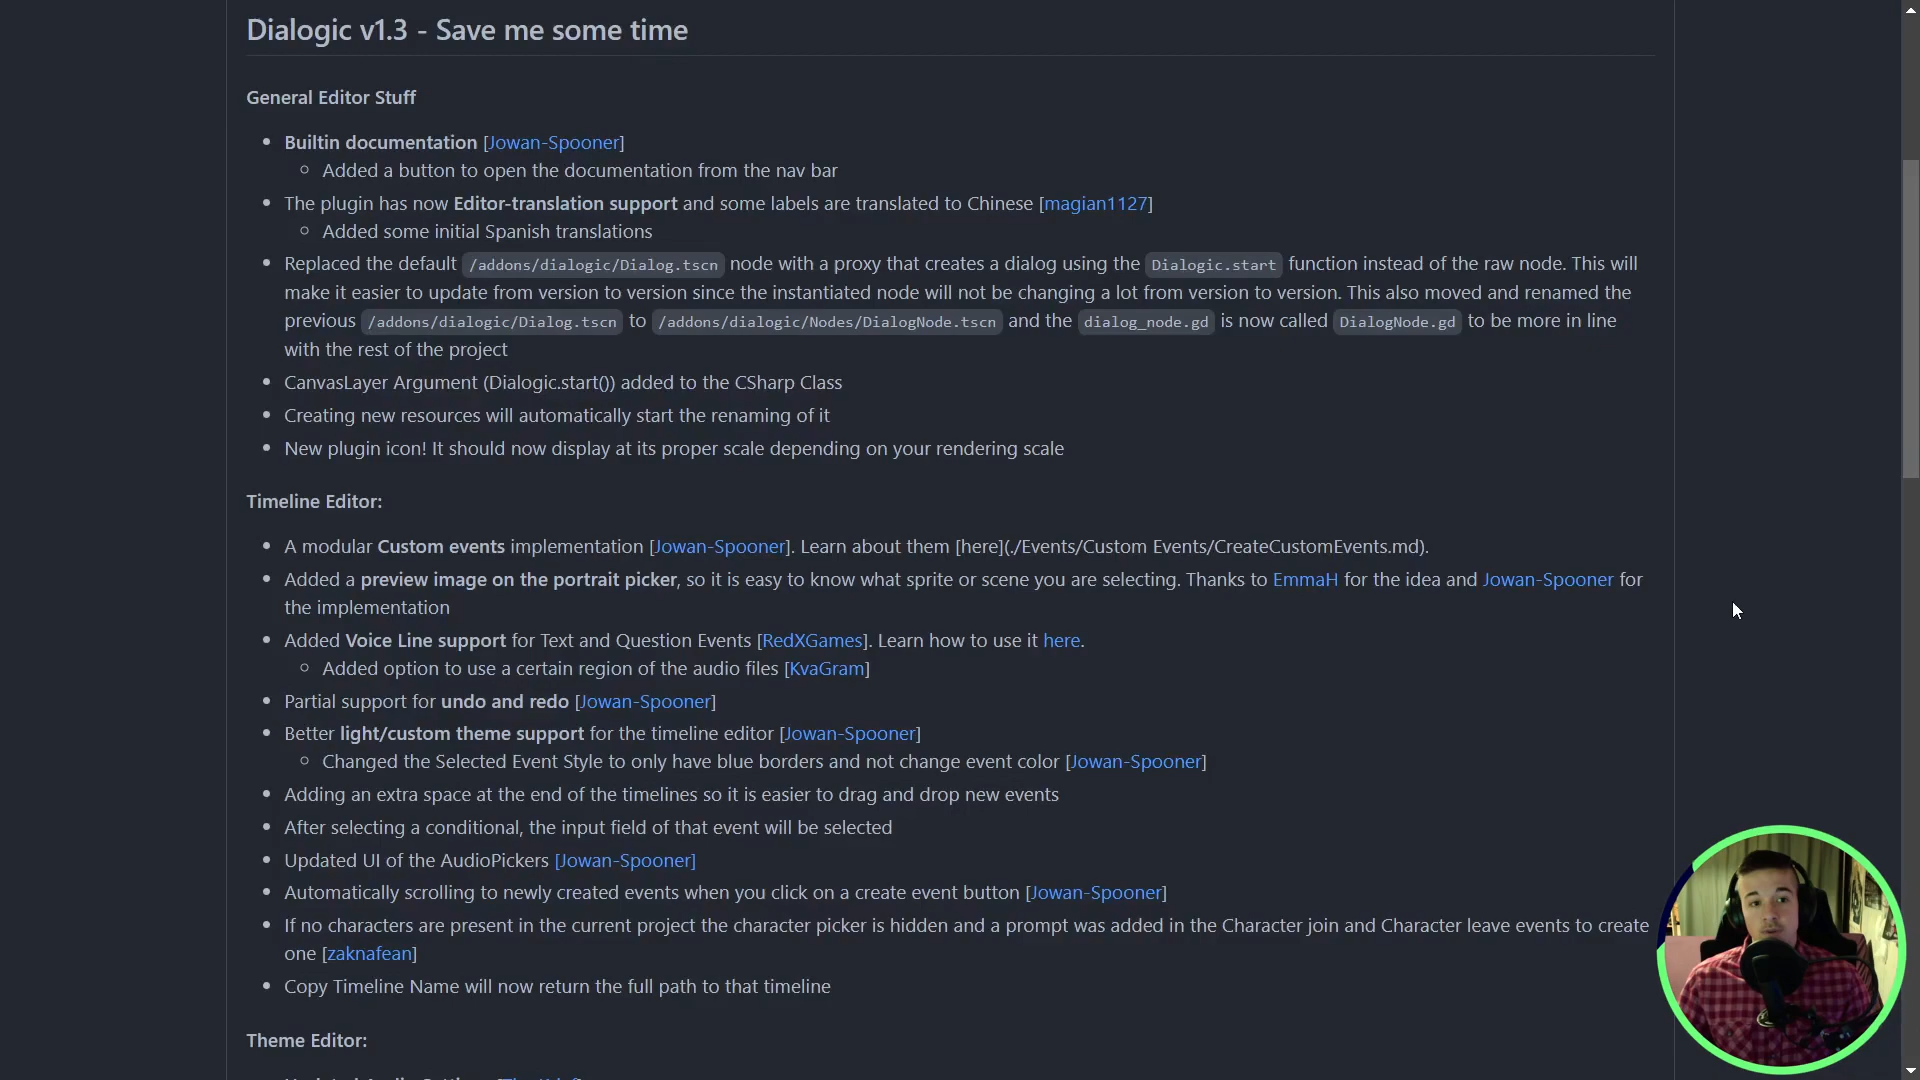 Dialogic v1.3 - Save me some time
General Editor Stuff
Builtin documentation [Jowan-Spooner]
Added a button to open the documentation from the nav bar
The plugin has now Editor-translation support and some labels are translated to Chinese [magian1127]
Added some initial Spanish translations
Replaced the default /addons/dialogic/Dialog.tscn node with a proxy that creates a dialog using the Dialogic.start function instead of the raw node. This will
make it easier to update from version to version since the instantiated node will not be changing a lot from version to version. This also moved and renamed the
previous /addons/dialogic/Dialog.tscn to /addons/dialogic/Nodes/DialogNode.tscn and the dialog_node.gd is now called DialogNode.gd to be more in line
with the rest of the project
CanvasLayer Argument (Dialogic.start()) added to the CSharp Class
Creating new resources will automatically start the renaming of it
New plugin icon! It should now display at its proper scale depending on your rendering scale
Timeline Editor:
A modular Custom events implementation [Jowan-Spooner]. Learn about them [here](./Events/Custom Events/CreateCustomEvents.md).
Added a preview image on the portrait picker, so it is easy to know what sprite or scene you are selecting. Thanks to EmmaH for the idea and Jowan-Spooner for
the implementation
Added Voice Line support for Text and Question Events [RedXGames]. Learn how to use it here.
Added option to use a certain region of the audio files [KvaGram]
Partial support for undo and redo [Jowan-Spooner]
Better light/custom theme support for the timeline editor [Jowan-Spooner]
Changed the Selected Event Style to only have blue borders and not change event color [Jowan-Spooner]
Adding an extra space at the end of the timelines so it is easier to drag and drop new events
After selecting a conditional, the input field of that event will be selected
Updated UI of the AudioPickers [Jowan-Spooner]
Automatically scrolling to newly created events when you click on a create event button [Jowan-Spooner]
If no characters are present in the current project the character picker is hidden and a prompt was added in the Character join and Character leave events to create
one [zaknafean]
Copy Timeline Name will now return the full path to that timeline
Theme Editor: